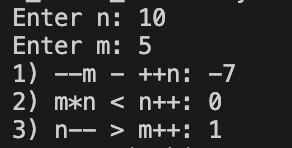 Enter n: 10
Enter m: 5
1) --m - ++n: -7
2) m*n < n++: 0
3) n-- > m++: 1